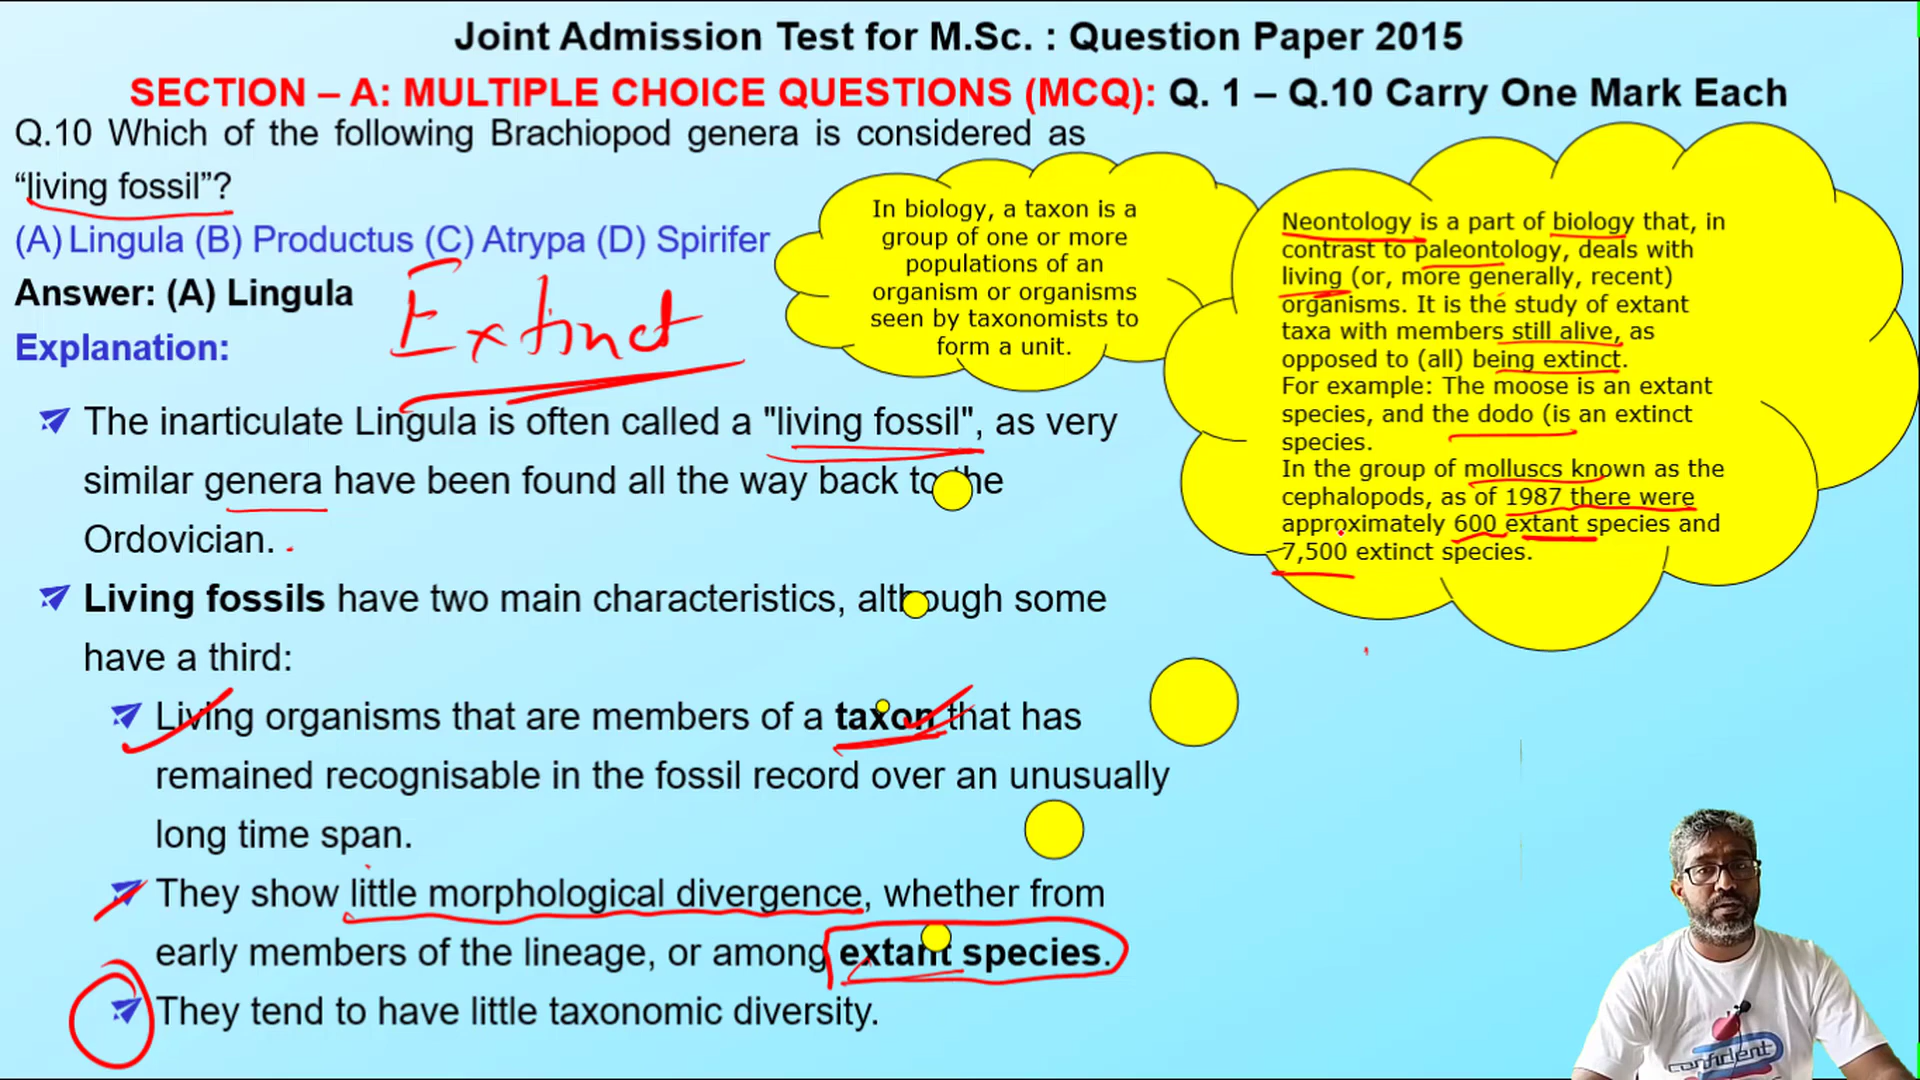 Joint Admission Test for M.Sc. : Question Paper 2015
SECTION – A: MULTIPLE CHOICE QUESTIONS (MCQ): Q. 1 – Q.10 Carry One Mark Each
Q.10 Which of the following Brachiopod genera is considered as
“living fossil”?
(A) Lingula (B) Productus (C) Atrypa (D) Spirifer
Answer: (A) Lingula
Extinct
Explanation:
The inarticulate Lingula is often called a "living fossil", as very
similar genera have been found all the way back to the
Ordovician.
Living fossils have two main characteristics, although some
have a third:
Living organisms that are members of a taxon that has
remained recognisable in the fossil record over an unusually
long time span.
They show little morphological divergence, whether from
early members of the lineage, or among extant species.
They tend to have little taxonomic diversity.
In biology, a taxon is a
group of one or more
populations of an
organism or organisms
seen by taxonomists to
form a unit.
Neontology is a part of biology that, in
contrast to paleontology, deals with
living (or, more generally, recent)
organisms. It is the study of extant
taxa with members still alive, as
opposed to (all) being extinct.
For example: The moose is an extant
species, and the dodo (is an extinct
species.
In the group of molluscs known as the
cephalopods, as of 1987 there were
approximately 600 extant species and
7,500 extinct species.
confident